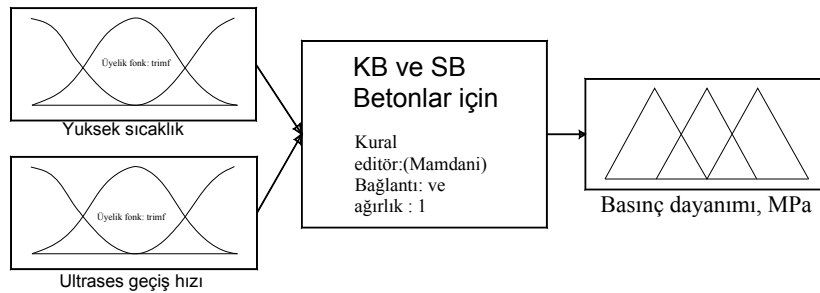 Üyelik fonk: trimf
Yuksek sıcaklık
Üyelik fonk: trimf
Ultrases geçiş hızı
KB ve SB
Betonlar için
Kural
editör:(Mamdani)
Bağlantı: ve
ağırlık : 1
Basınç dayanımı, MPa